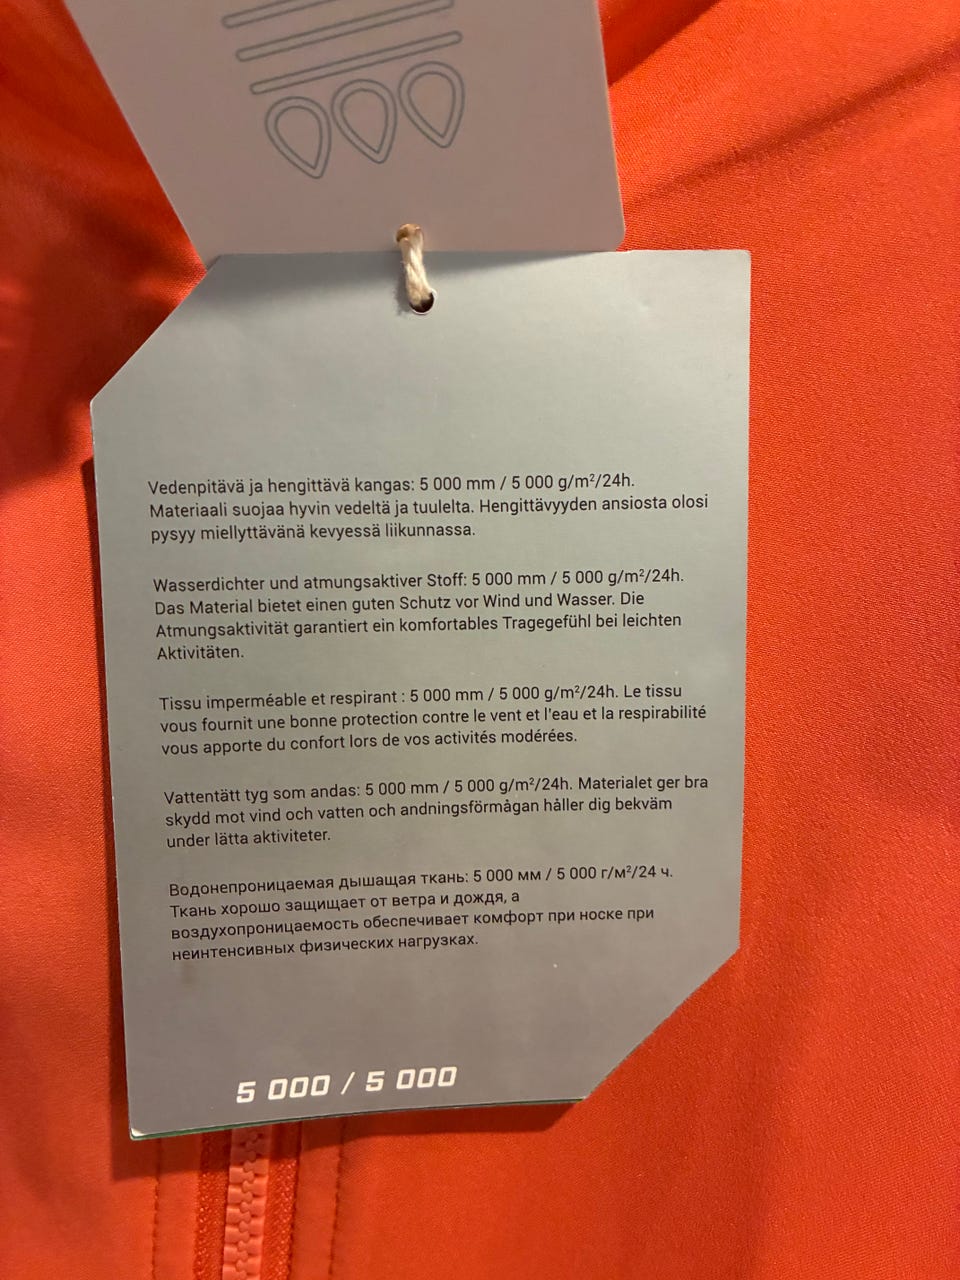 Vedenpitävä ja hengittävä kangas: 5 000 mm / 5 000 g/m²/24h.
Materiaali suojaa hyvin vedeltä ja tuulelta. Hengittävyyden ansiosta olosi
pysyy miellyttävänä kevyessä liikunnassa.
Wasserdichter und atmungsaktiver Stoff: 5 000 mm / 5 000 g/m²/24h.
Das Material bietet einen guten Schutz vor Wind und Wasser. Die
Atmungsaktivität garantiert ein komfortables Tragegefühl bei leichten
Aktivitäten.
Tissu imperméable et respirant : 5 000 mm / 5 000 g/m²/24h. Le tissu
vous fournit une bonne protection contre le vent et l'eau et la respirabilité
vous apporte du confort lors de vos activités modérées.
Vattentätt tyg som andas: 5 000 mm / 5 000 g/m²/24h. Materialet ger bra
skydd mot vind och vatten och andningsförmågan håller dig bekväm
under lätta aktiviteter.
Водонепроницаемая дышащая ткань: 5 000 мм / 5 000 г/м²/24 ч.
Ткань хорошо защищает от ветра и дождя, а
воздухопроницаемость обеспечивает комфорт при носке при
неинтенсивных физических нагрузках.
5 000 / 5 000